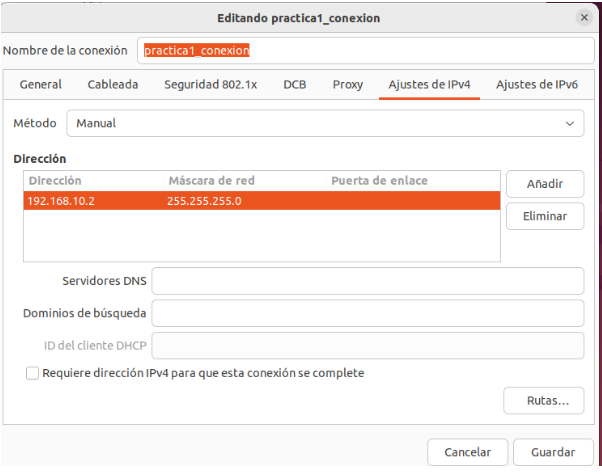 Editando practica1_conexion
Nombre de la conexión practica1_conexion
General Cableada Seguridad 802.1x DCB Proxy Ajustes de IPv4 Ajustes de IPv6
Método Manual
Dirección
Dirección Máscara de red Puerta de enlace
192.168.10.2 255.255.255.0
Añadir
Eliminar
Servidores DNS
Dominios de búsqueda
ID del cliente DHCP
Requiere dirección IPv4 para que esta conexión se complete
Rutas...
Cancelar Guardar